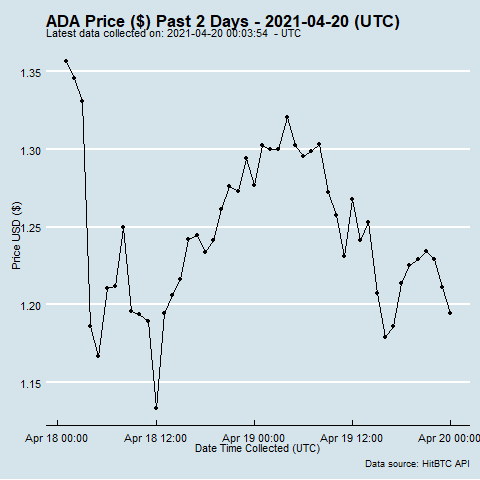 ADA Price ($) Past 2 Days - 2021-04-20 (UTC)
Latest data collected on: 2021-04-20 00:03:54 - UTC
1.35
1.30
1.25
1.20
1.15
Price USD ($)
Apr 18 00:00 Apr 18 12:00 Apr 19 00:00 Apr 19 12:00 Apr 20 00:00
Date Time Collected (UTC)
Data source: HitBTC API